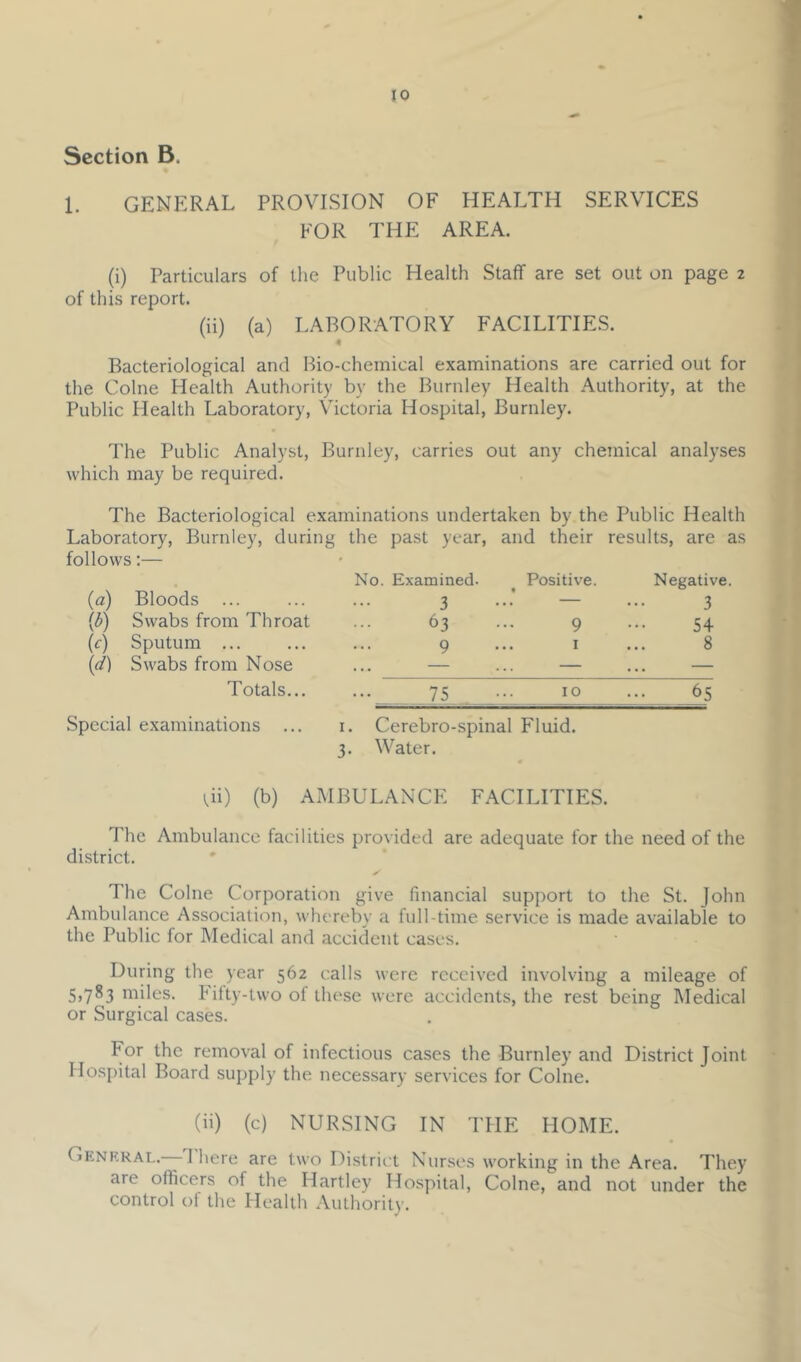 10
Section B.
1. GENERAL PROVISION OF HEALTH SERVICES
FOR THE AREA.
(i) Particulars of the Public Health Staff are set out on page 2
of this report.
(ii) (a) LABORATORY FACILITIES.
Bacteriological and Bio-chemical examinations are carried out for
the Colne Health Authority by the Burnley Health Authority, at the
Public Health Laboratory, Victoria Hospital, Burnley.
The Public Analyst, Burnley, carries out any chemical analyses
which may be required.
The Bacteriological examinations undertaken by the Public Health
Laboratory, Burnley, during the past year, and their results, are as
follows:—
No. Examined. Positive. Negative.
(a) Bloods ... ... ... 3 ... — ... 3
(b) Swabs from Throat ... 63 ... 9 ... 54
(c) Sputum ... ... ... 9 ... 1 ... 8
(d) Swabs from Nose ... — ... — ... —
Totals... ... 75 ... 10 ... 65
Special examinations ... 1. Cerebro-spinal Fluid.
3. Water.
(ii) (b) AMBULANCE FACILITIES.
The Ambulance facilities provided are adequate for the need of the
district.
The Colne Corporation give financial support to the St. John
Ambulance Association, whereby a full-time service is made available to
the Public for Medical and accident cases.
During the year 562 calls were received involving a mileage of
5,783 miles. Fifty-two of these were accidents, the rest being Medical
or Surgical cases.
For the removal of infectious cases the Burnley and District Joint
Hospital Board supply the necessary services for Colne.
(ii) (c) NURSING IN THE HOME.
GENERAL.—There are two District Nurses working in the Area. They
are officers of the Hartley Hospital, Colne, and not under the
control of the Health Authority.